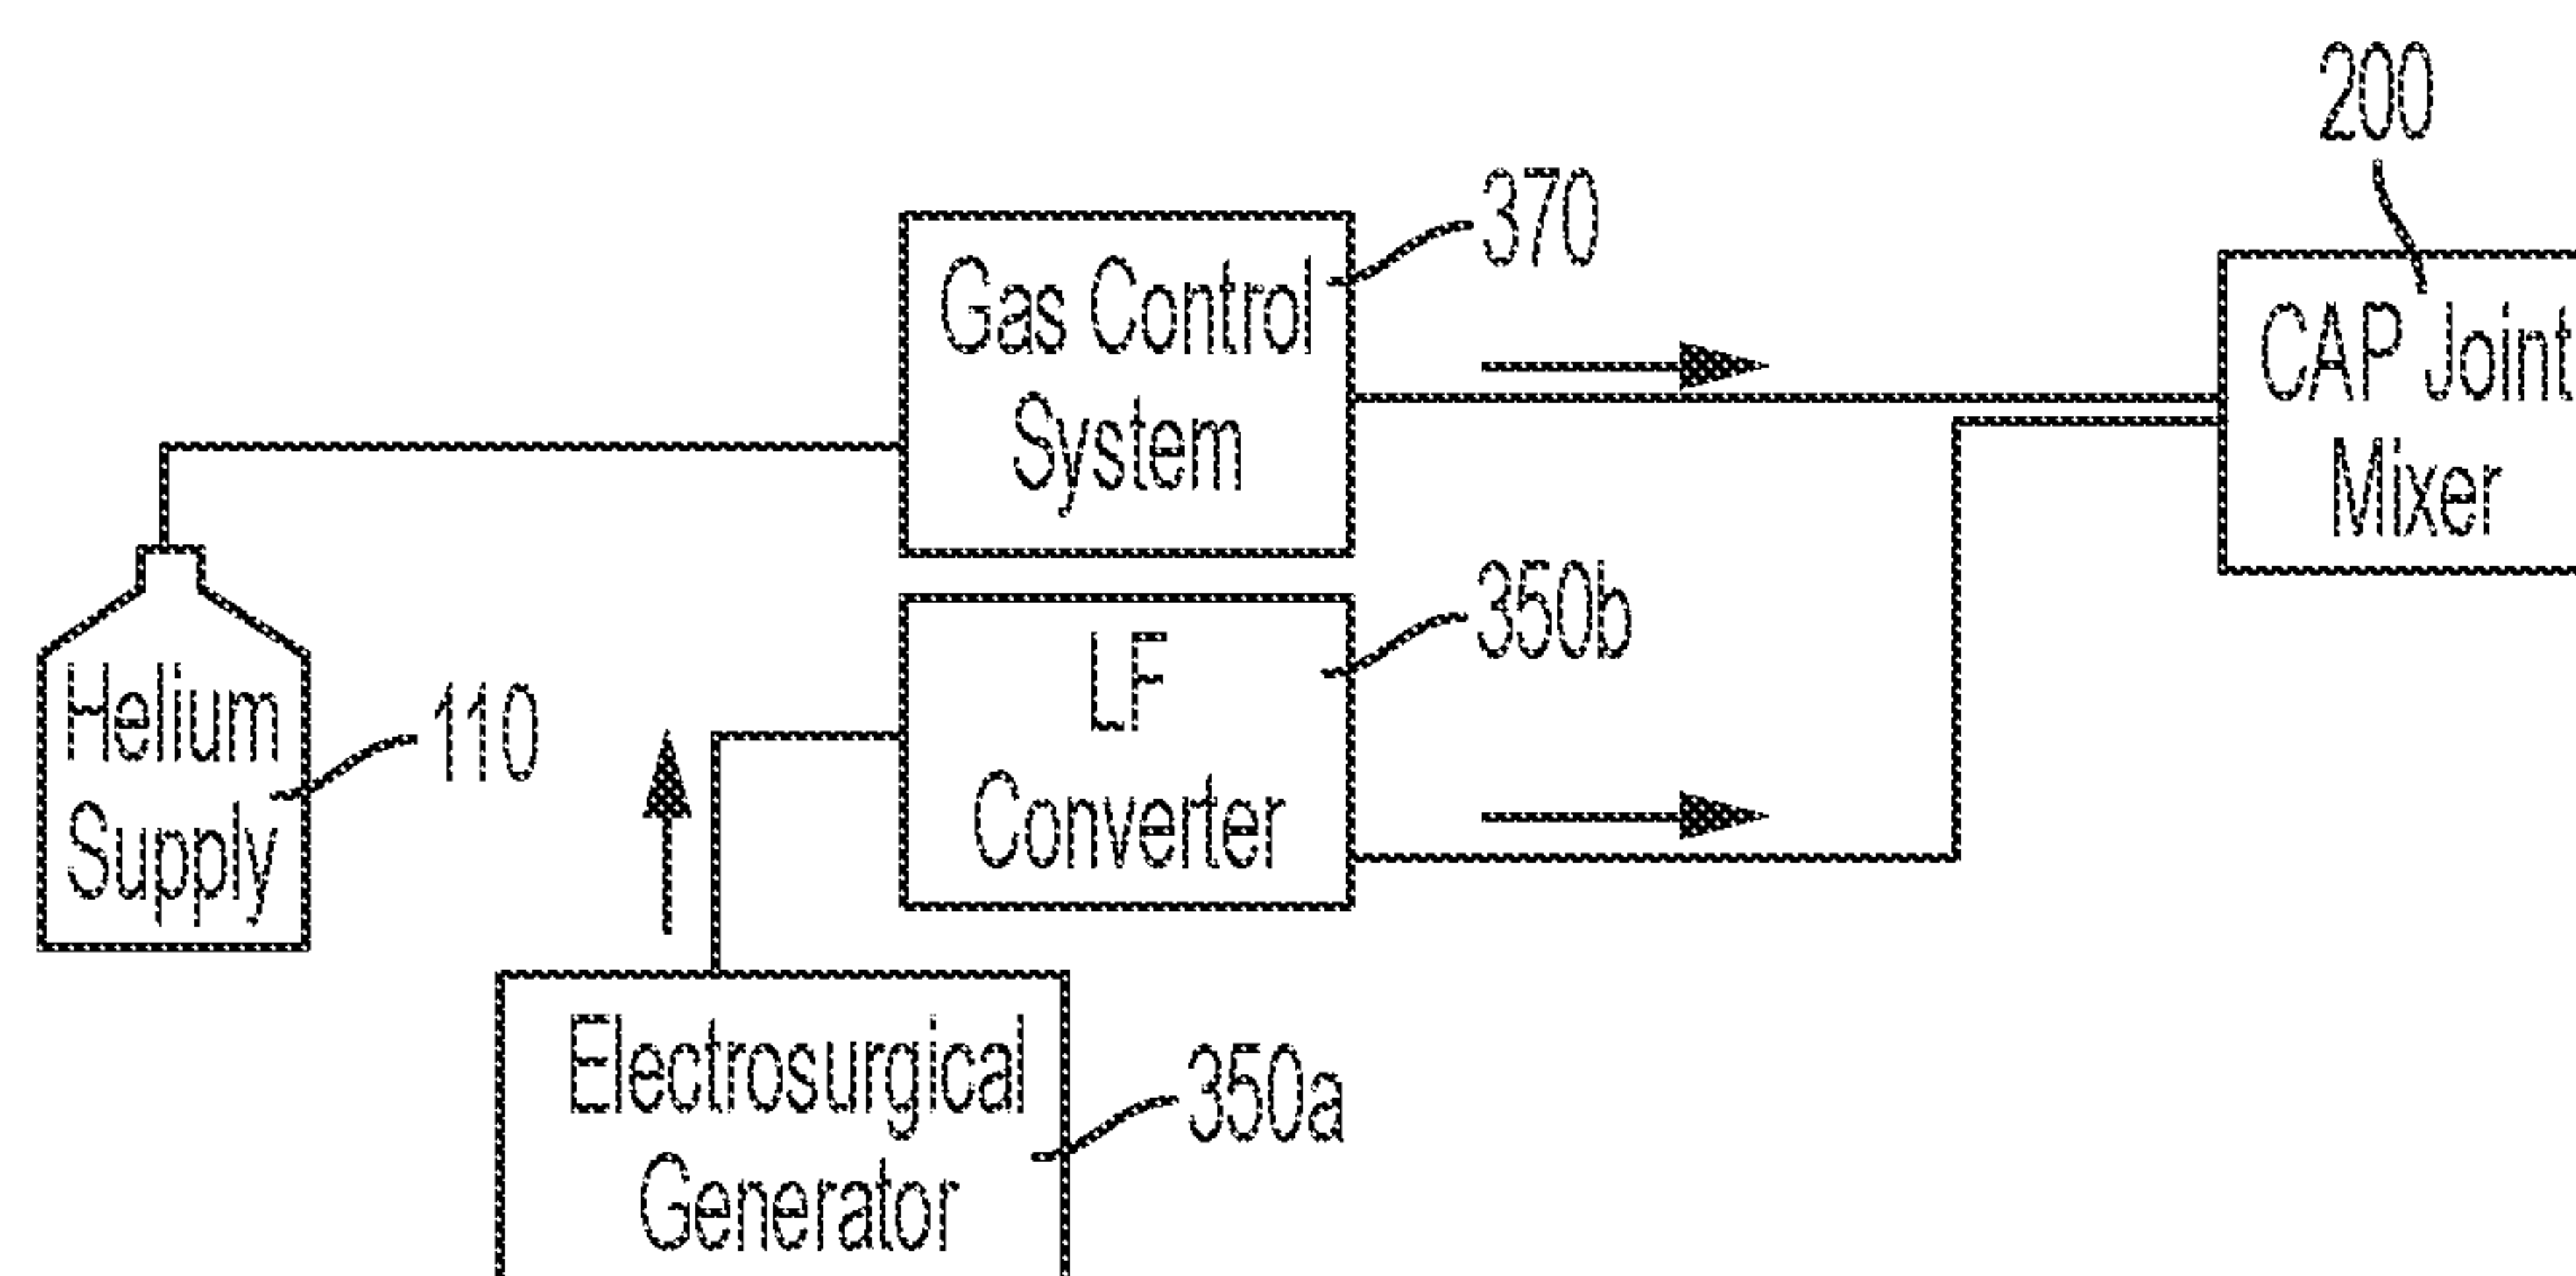 200
370
Gas Control
System
CAP Joint
Mixer
350b
LF
Converter
Helium
Supply
110
Electrosurgical
Generator
350a